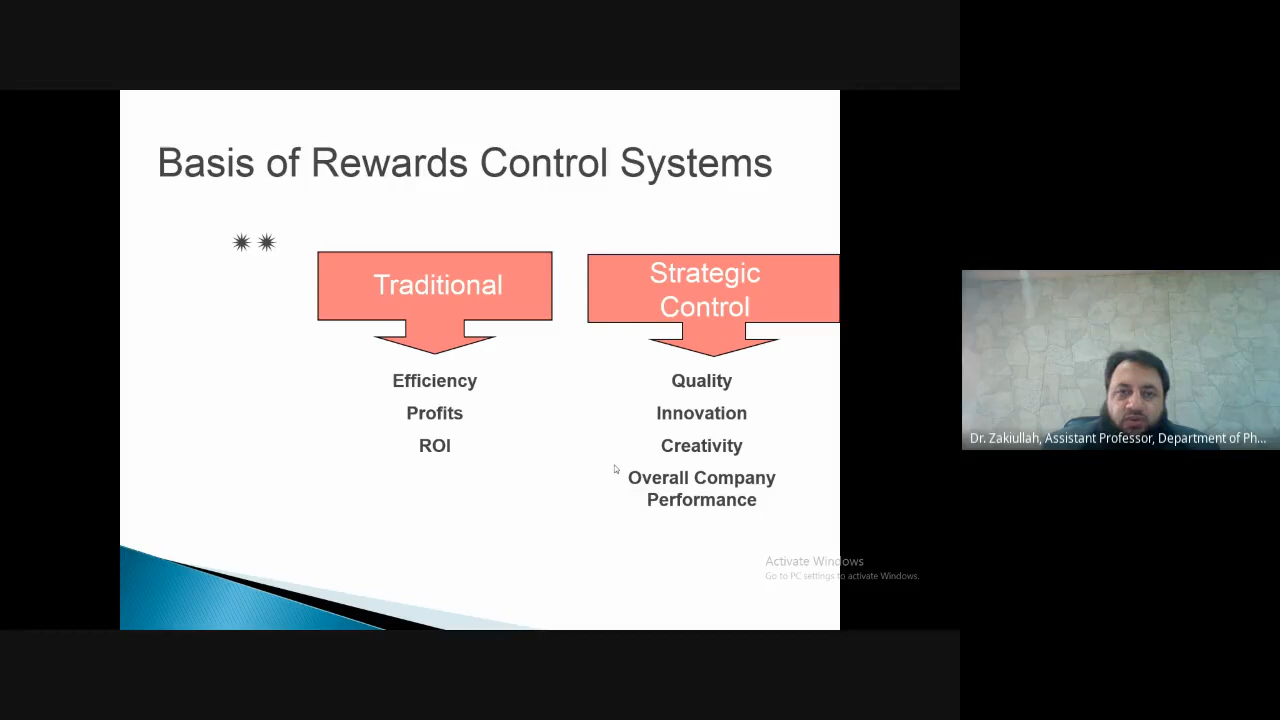 Basis of Rewards Control Systems
Traditional
Efficiency
Profits
ROI
Strategic
Control
Quality
Innovation
Creativity
Overall Company
Performance
Activate Windows
Go to PC settings to activate Windows.
Dr. Zakiullah, Assistant Professor, Department of Ph...